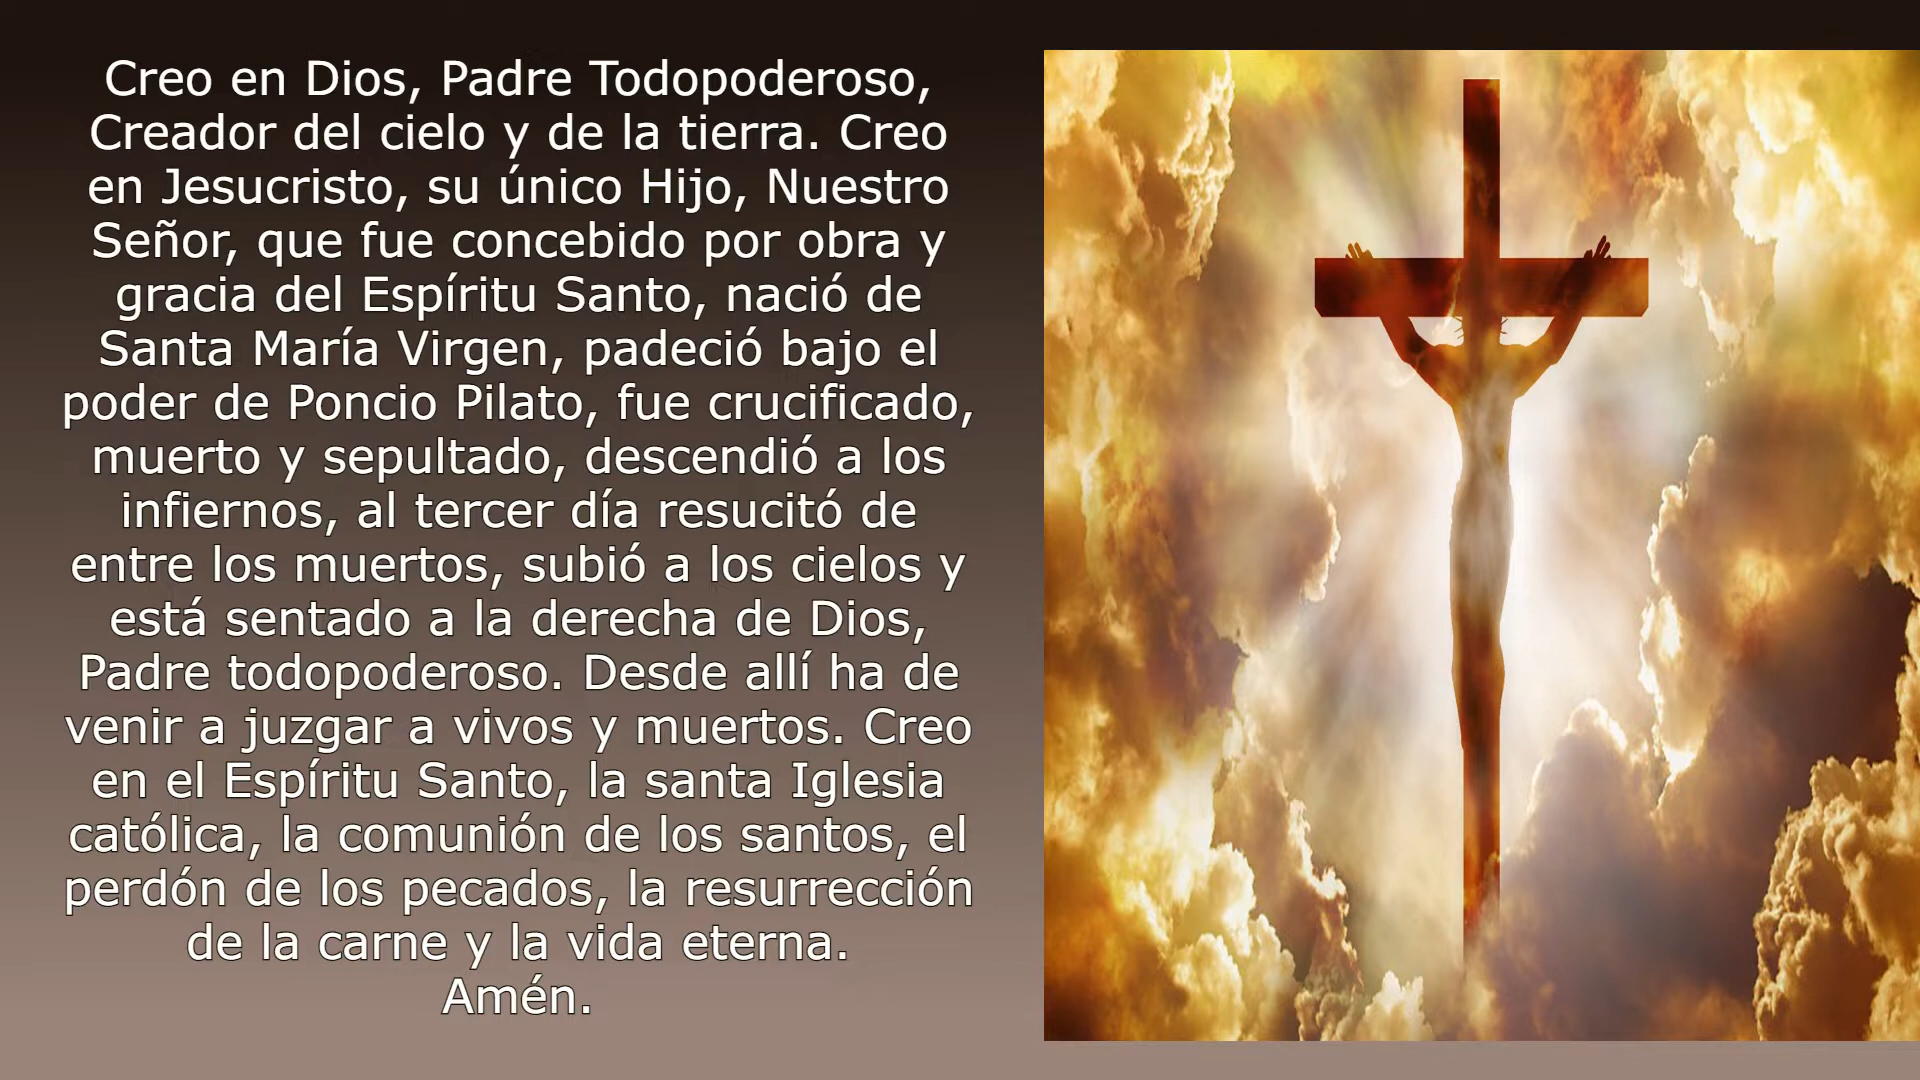 Creo en Dios, Padre Todopoderoso,
Creador del cielo y de la tierra. Creo
en Jesucristo, su único Hijo, Nuestro
Señor, que fue concebido por obra y
gracia del Espíritu Santo, nació de
Santa María Virgen, padeció bajo el
poder de Poncio Pilato, fue crucificado,
muerto y sepultado, descendió a los
infiernos, al tercer día resucitó de
entre los muertos, subió a los cielos y
está sentado a la derecha de Dios,
Padre todopoderoso. Desde allí ha de
venir a juzgar a vivos y muertos. Creo
en el Espíritu Santo, la santa Iglesia
católica, la comunión de los santos, el
perdón de los pecados, la resurrección
de la carne y la vida eterna.
Amén.